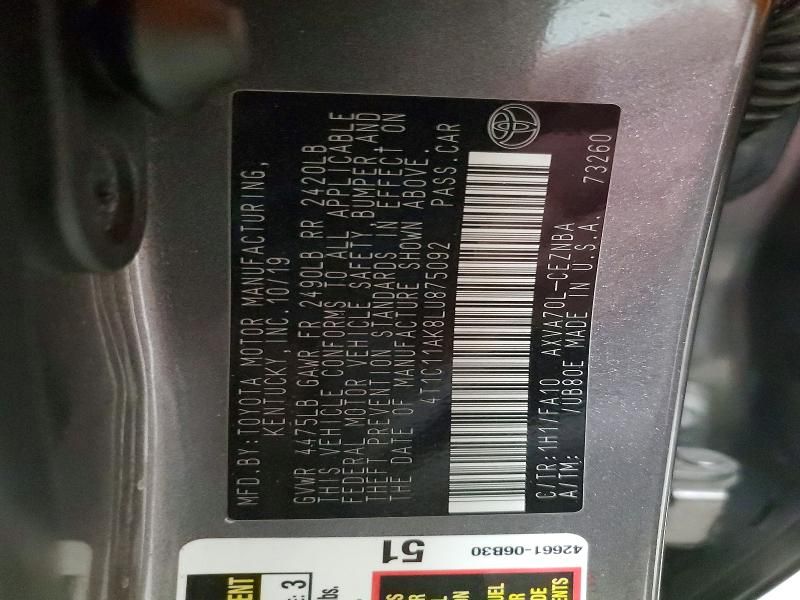 MFD. BY: TOYOTA MOTOR MANUFACTURING,
KENTUCKY, INC. 10/19
GVWR 4475LB GAWR FR 2490LB RR 2420LB
THIS VEHICLE CONFORMS TO ALL APPLICABLE
FEDERAL MOTOR VEHICLE SAFETY, BUMPER, AND
THEFT PREVENTION STANDARDS IN EFFECT ON
THE DATE OF MANUFACTURE SHOWN ABOVE.
4T1C11AK8LU875092 PASS.CAR
C/TR:1H1/FA10 AXVA70L-CEZNBA
A/TM: /UB80E MADE IN U.S.A. 73260
42661-06B30
51
: 3